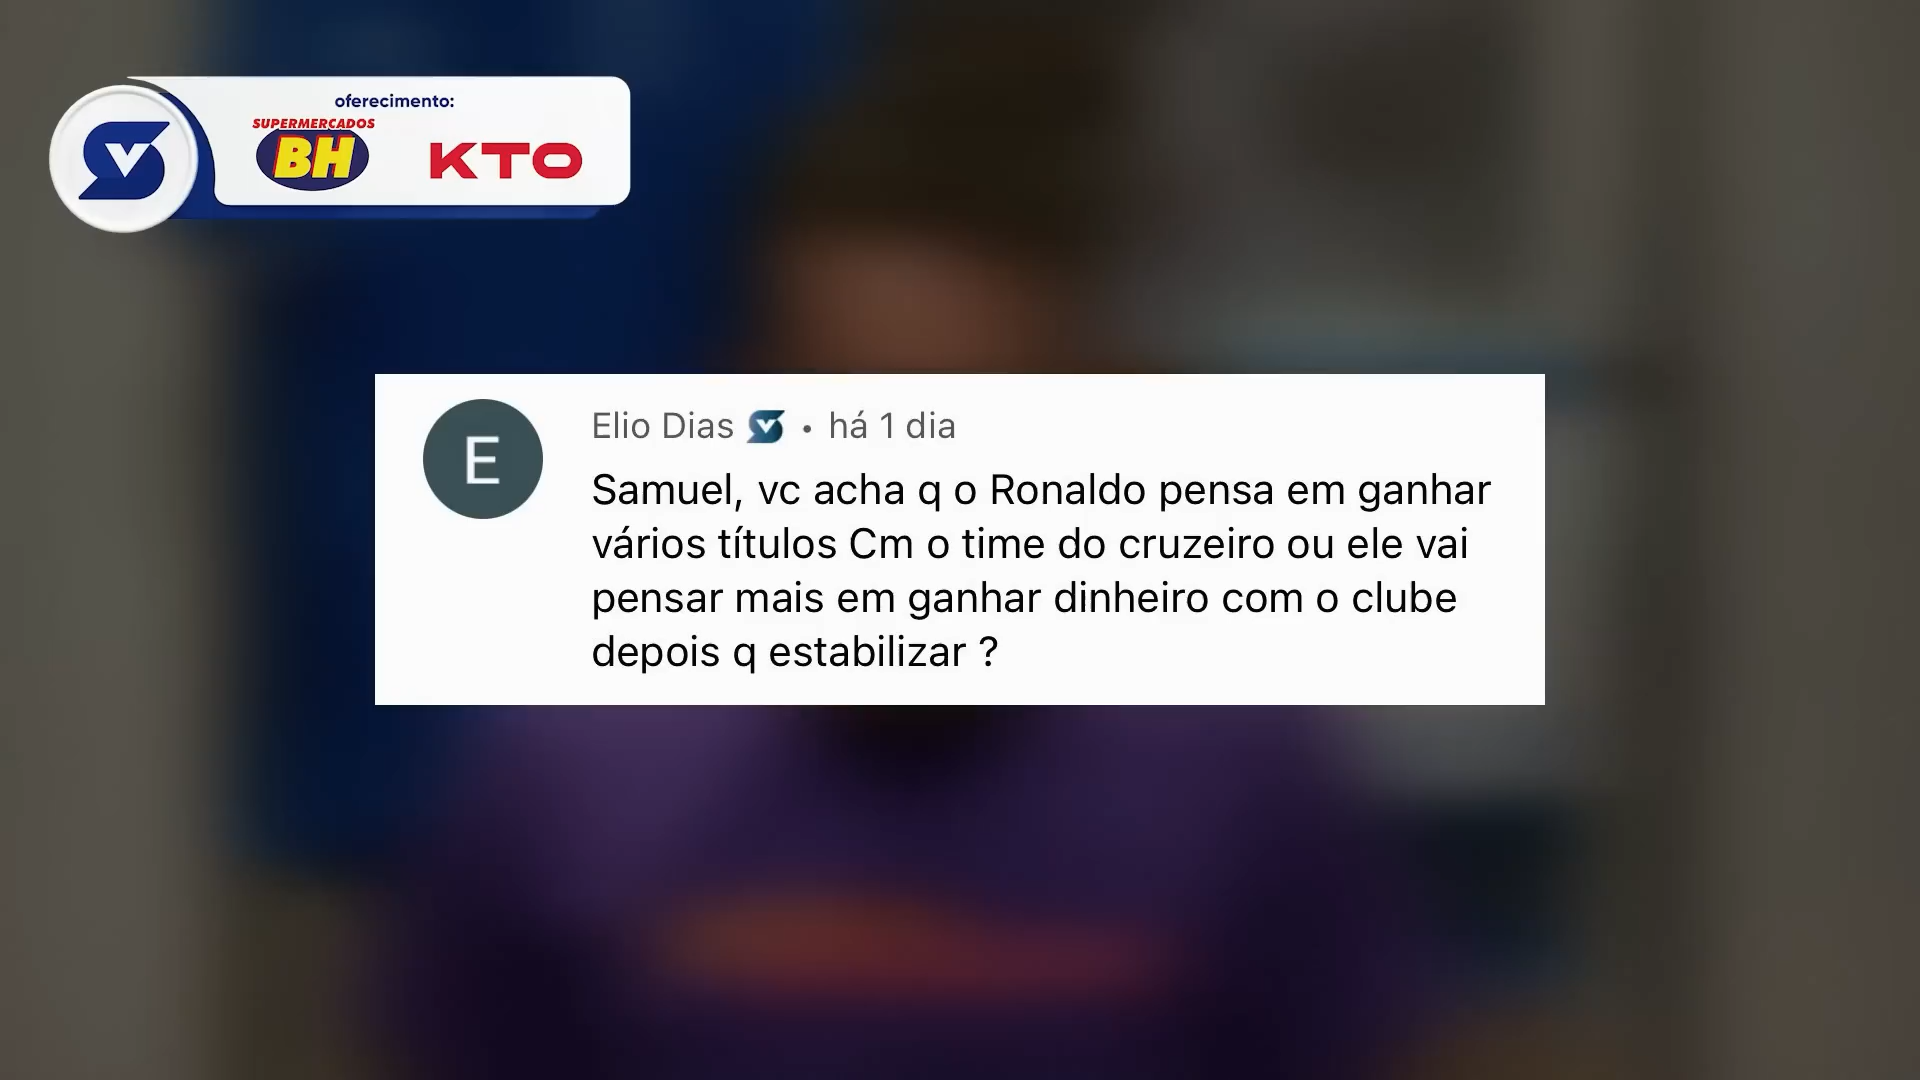 oferecimento:
SUPERMERCADOS
BH
KTO
E
Elio Dias • há 1 dia
Samuel, vc acha q o Ronaldo pensa em ganhar
vários títulos Cm o time do cruzeiro ou ele vai
pensar mais em ganhar dinheiro com o clube
depois q estabilizar ?